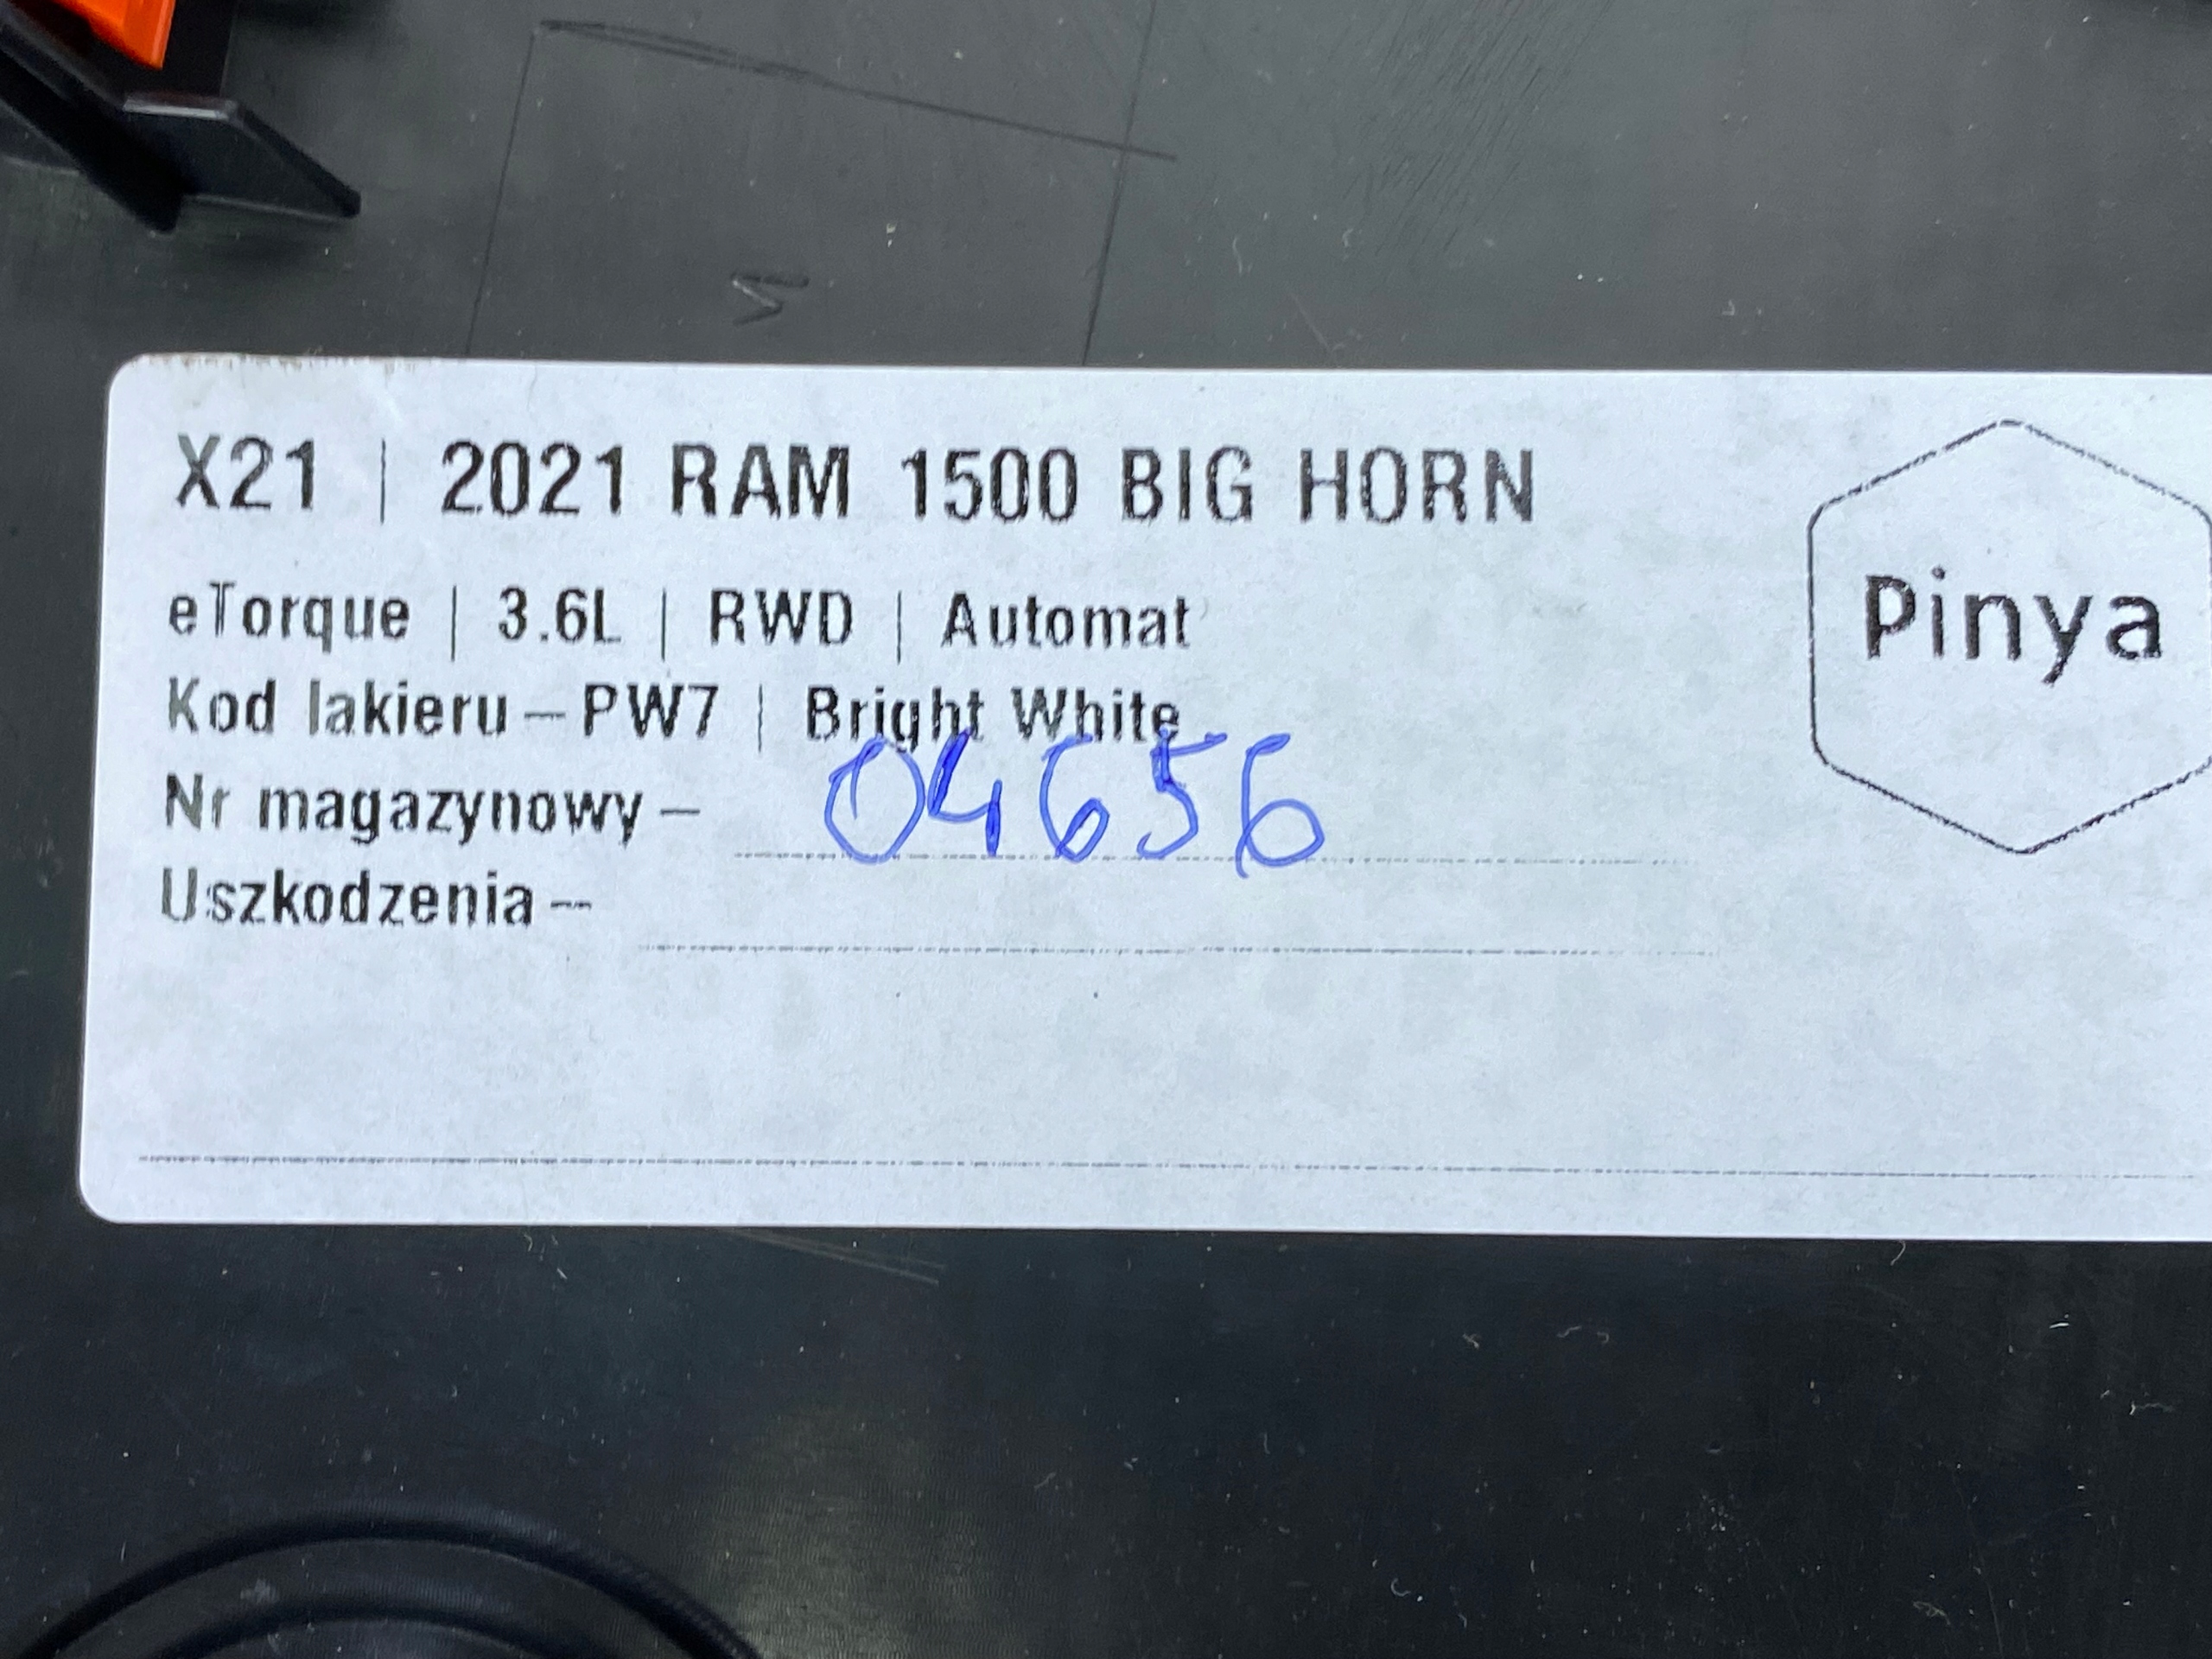 X21 | 2021 RAM 1500 BIG HORN
eTorque | 3.6L | RWD | Automat
Kod lakieru – PW7 | Bright White
Nr magazynowy – 04656
Uszkodzenia –
Pinya